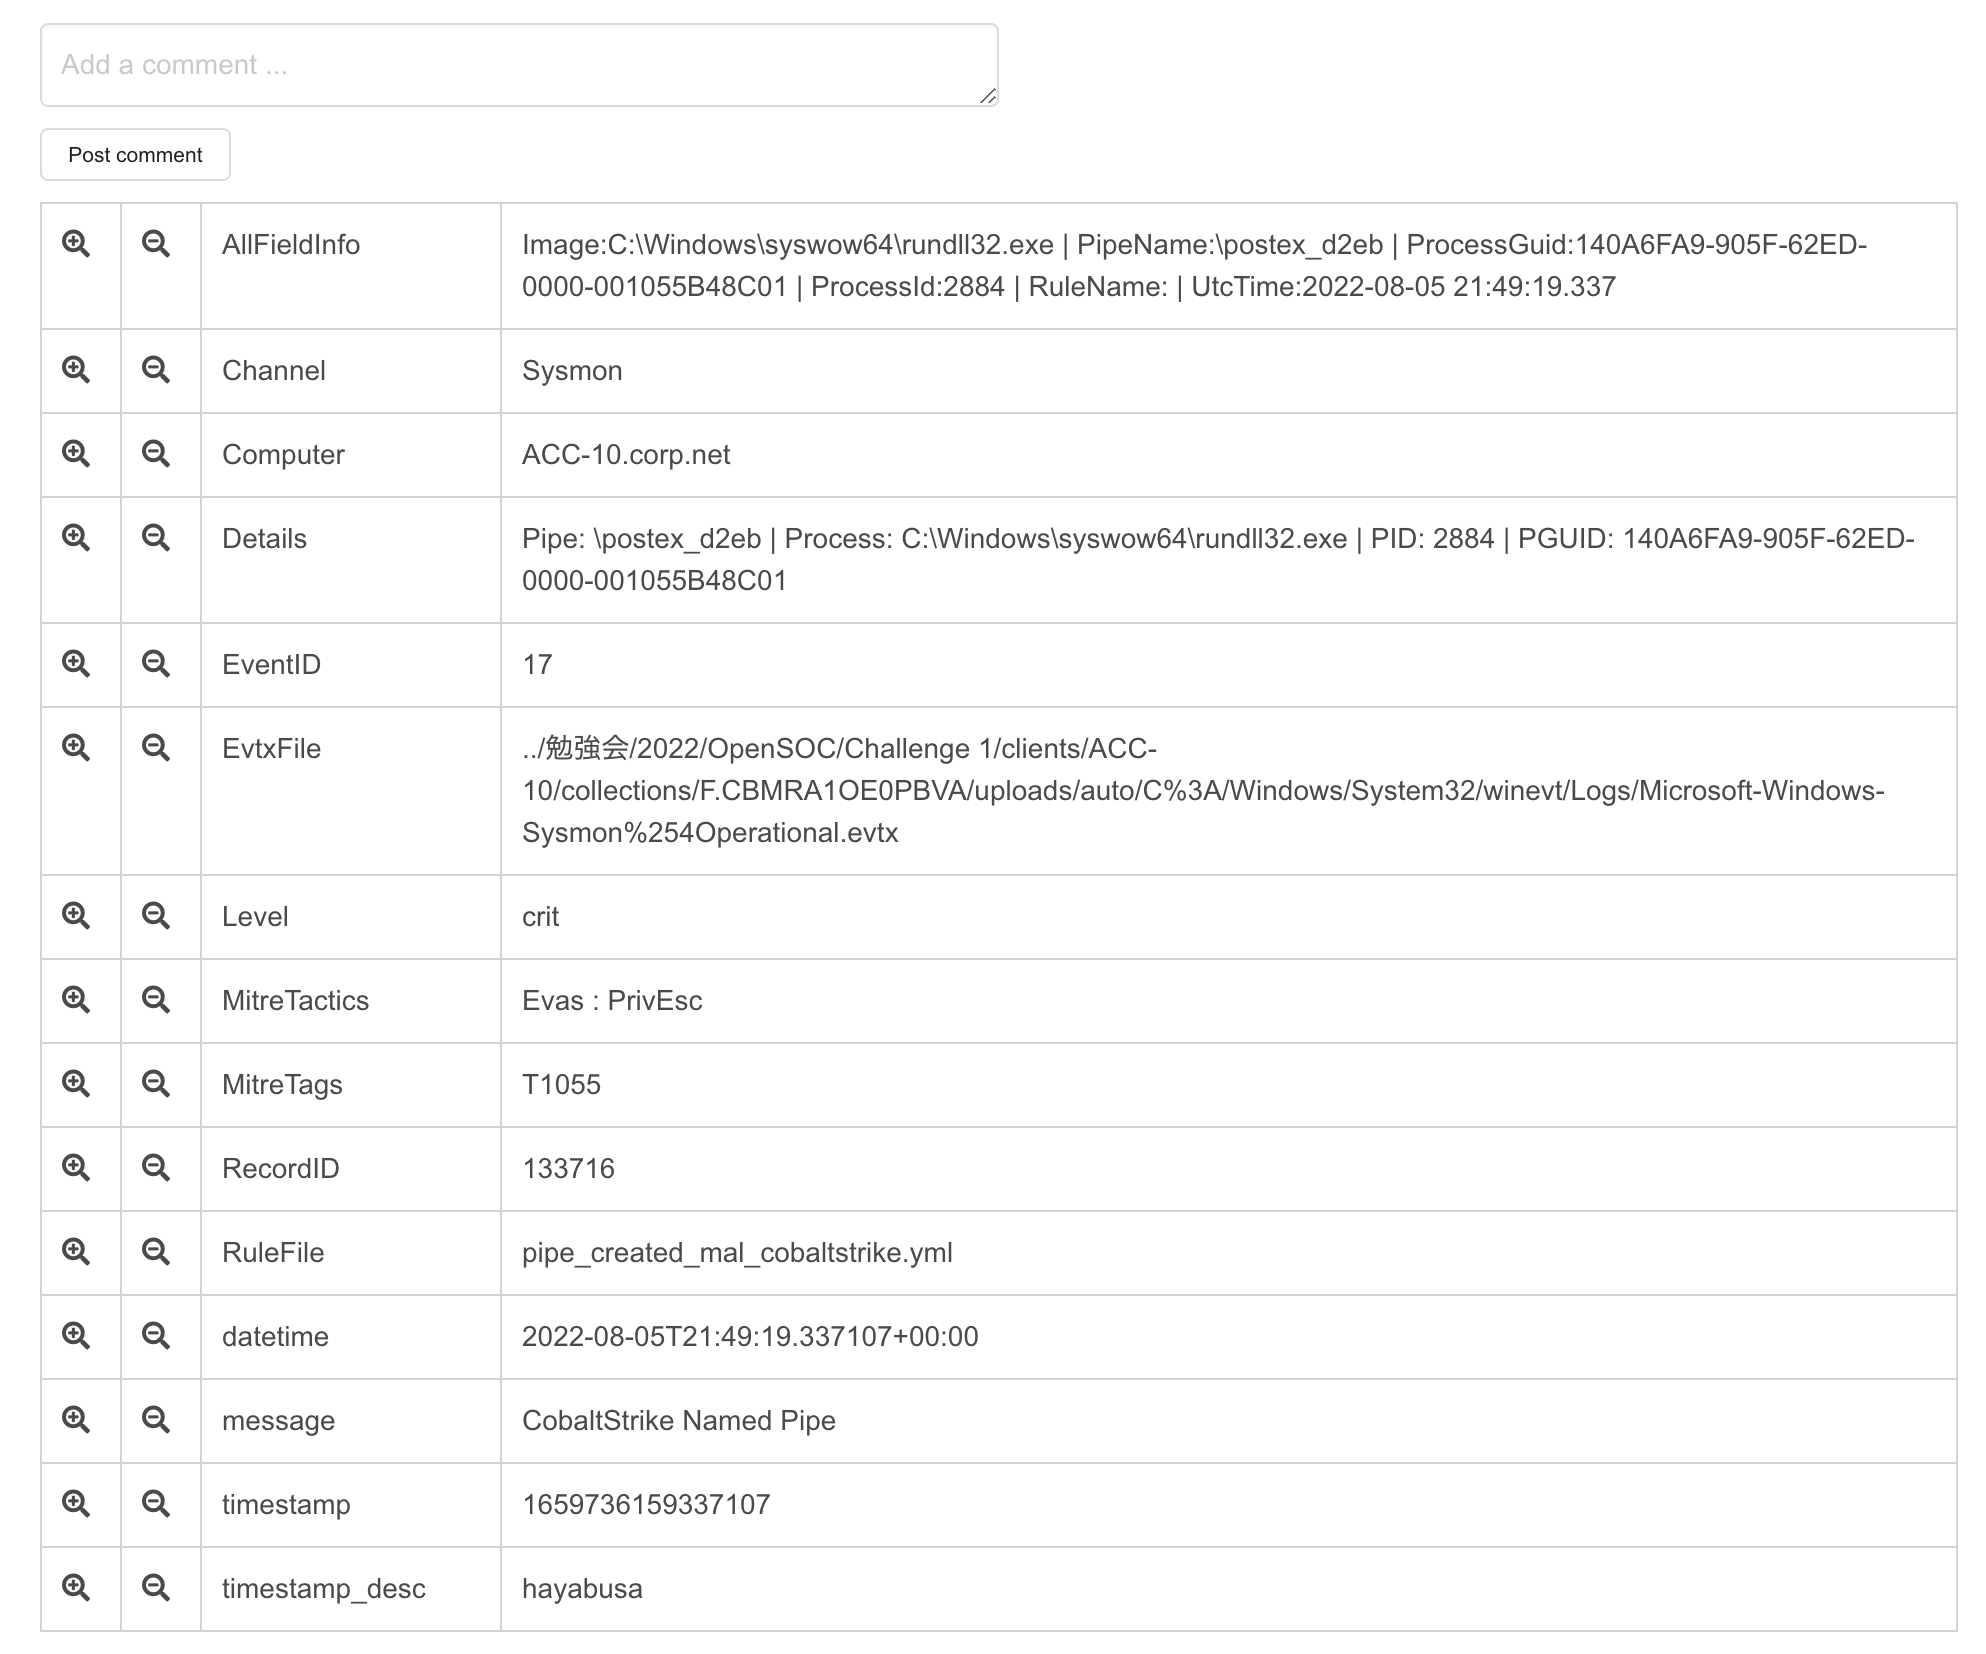 Add a comment ...
Post comment
AllFieldInfo
Image:C:\Windows\syswow64\rundll32.exe | PipeName:\postex_d2eb | ProcessGuid:140A6FA9-905F-62ED-
0000-001055B48C01 | ProcessId:2884 | RuleName: | UtcTime:2022-08-05 21:49:19.337
Channel
Sysmon
Computer
ACC-10.corp.net
Details
Pipe: \postex_d2eb | Process: C:\Windows\syswow64\rundll32.exe | PID: 2884 | PGUID: 140A6FA9-905F-62ED-
0000-001055B48C01
EventID
17
EvtxFile
../勉強会/2022/OpenSOC/Challenge 1/clients/ACC-
10/collections/F.CBMRA1OE0PBVA/uploads/auto/C%3A/Windows/System32/winevt/Logs/Microsoft-Windows-
Sysmon%254Operational.evtx
Level
crit
MitreTactics
Evas : PrivEsc
MitreTags
T1055
RecordID
133716
RuleFile
pipe_created_mal_cobaltstrike.yml
datetime
2022-08-05T21:49:19.337107+00:00
message
CobaltStrike Named Pipe
timestamp
1659736159337107
timestamp_desc
hayabusa